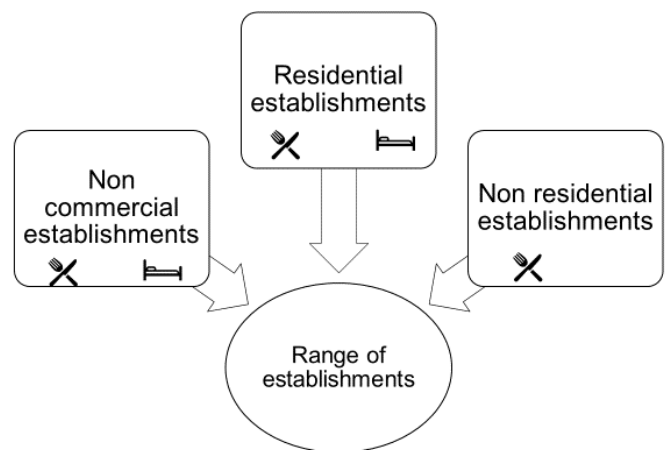 Residential
establishments
Non
commercial
establishments
Non residential
establishments
Range of
establishments